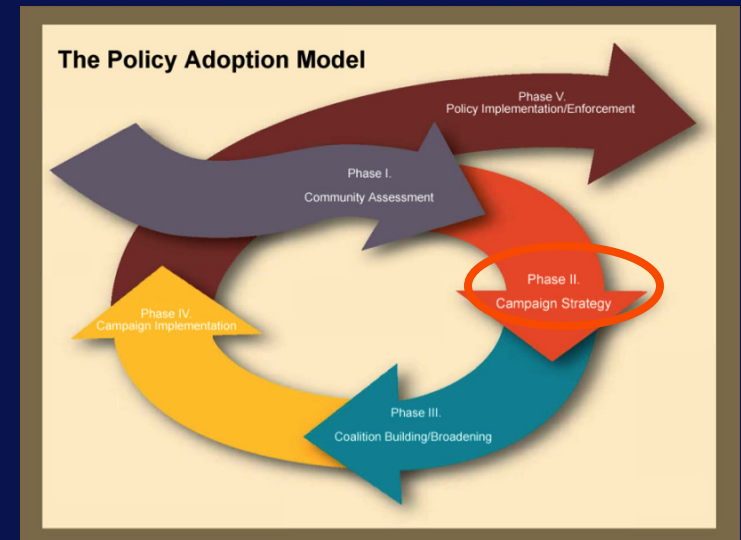 The Policy Adoption Model
Phase V.
Policy Implementation/Enforcement
Phase I.
Community Assessment
Phase II.
Campaign Strategy
Phase IV.
Campaign Implementation
Phase III.
Coalition Building/Broadening